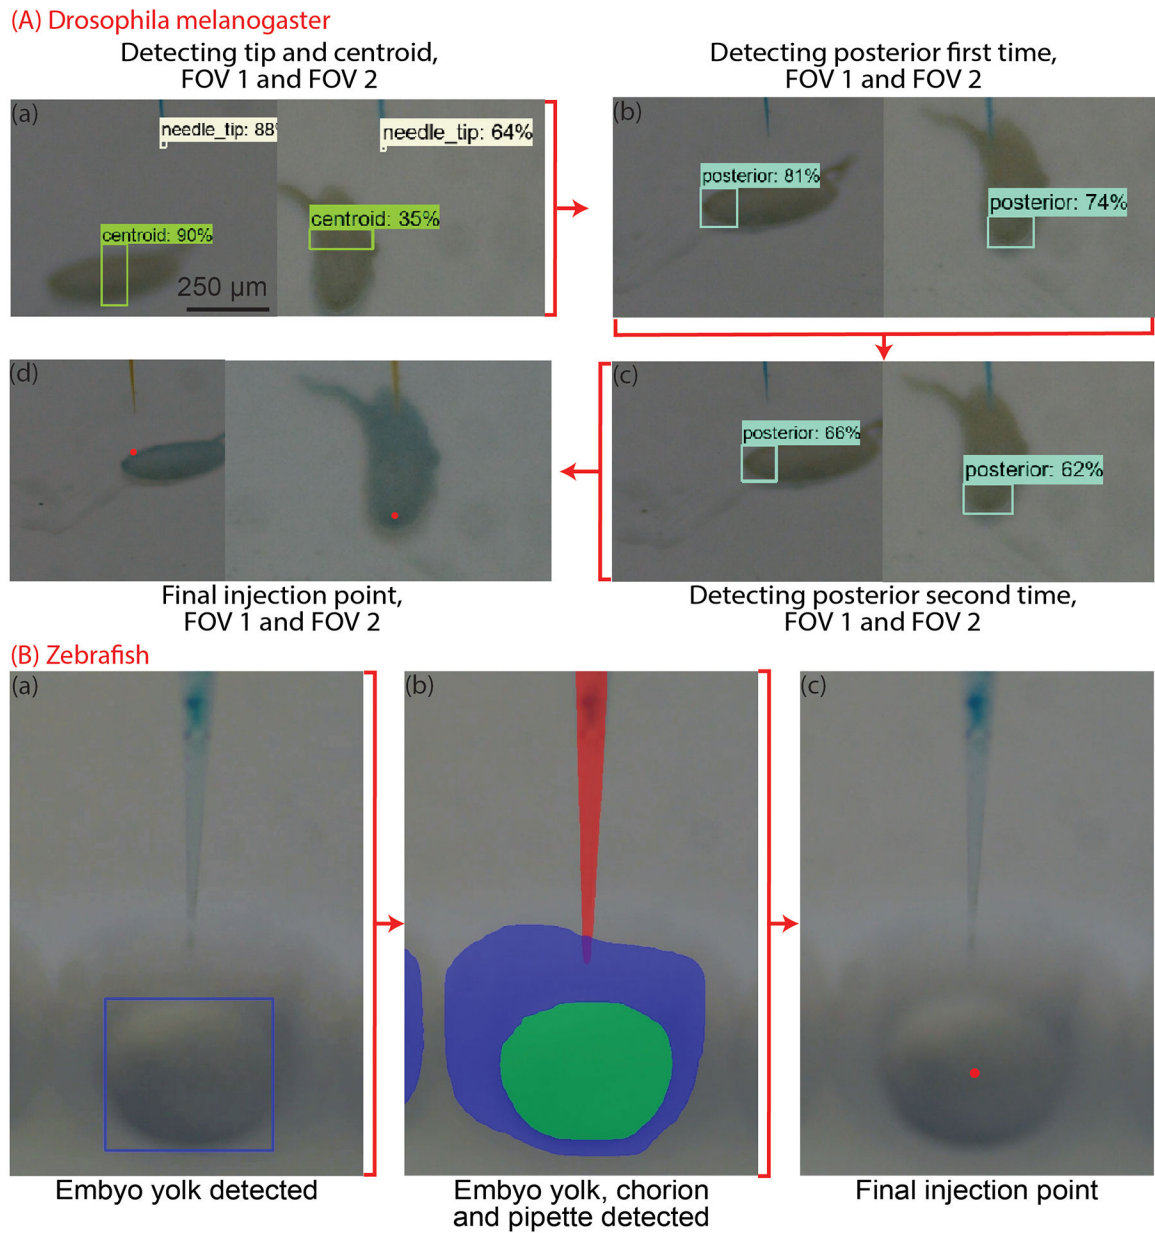 (A) Drosophila melanogaster
Detecting tip and centroid,
FOV 1 and FOV 2
(a)
needle_tip: 88
needle_tip: 64%
centroid: 90%
centroid: 35%
250 µm
Detecting posterior first time,
FOV 1 and FOV 2
(b)
posterior: 81%
posterior: 74%
(c)
posterior: 66%
posterior: 62%
Detecting posterior second time,
FOV 1 and FOV 2
(d)
Final injection point,
FOV 1 and FOV 2
(B) Zebrafish
(a)
Embyo yolk detected
(b)
Embyo yolk, chorion
and pipette detected
(c)
Final injection point